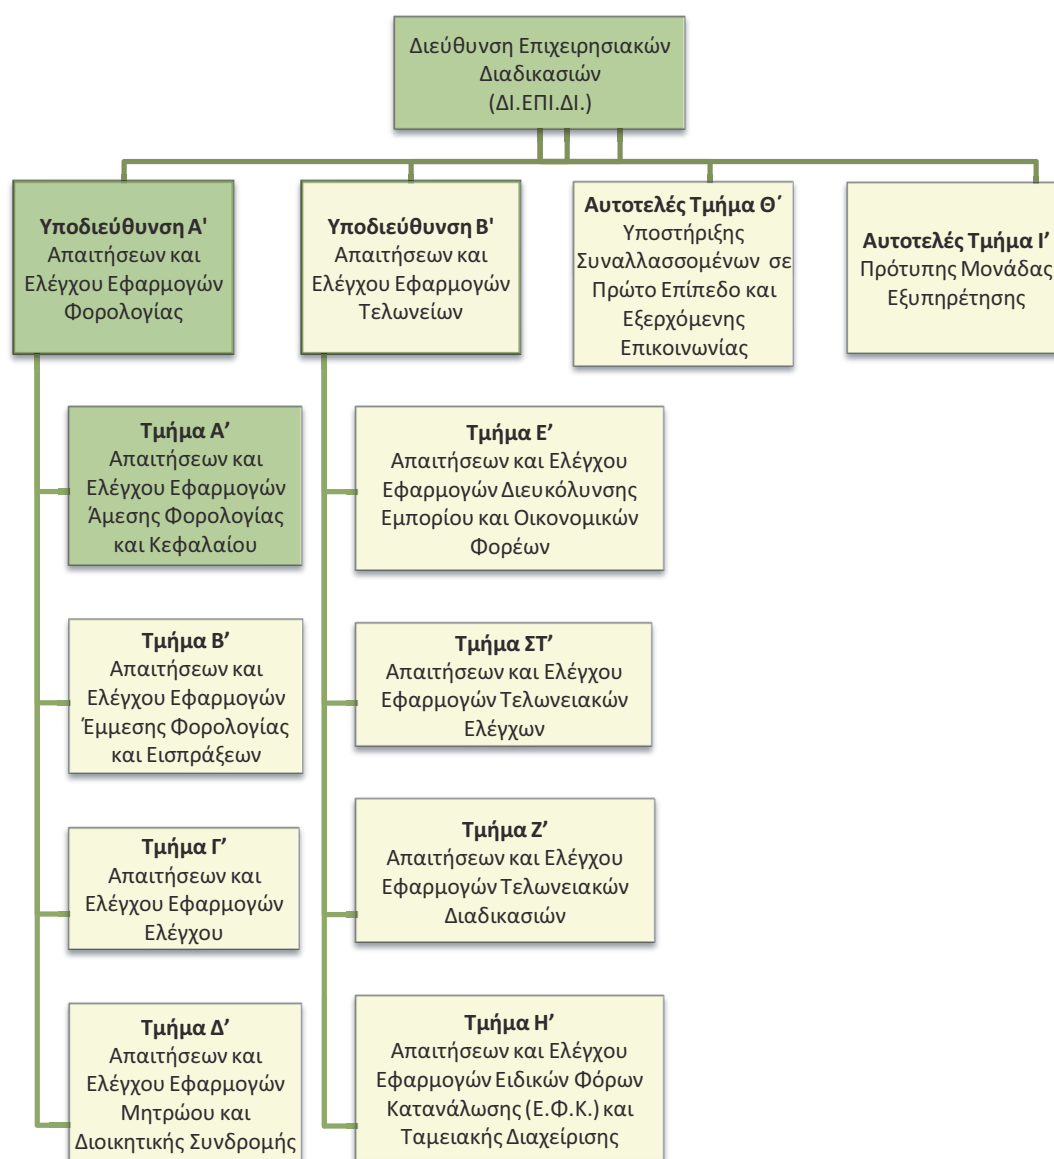 Διεύθυνση Επιχειρησιακών
Διαδικασιών
(ΔΙ.ΕΠΙ.ΔΙ.)
Υποδιεύθυνση Α'
Απαιτήσεων και
Ελέγχου Εφαρμογών
Φορολογίας
Υποδιεύθυνση Β'
Απαιτήσεων και
Ελέγχου Εφαρμογών
Τελωνείων
Αυτοτελές Τμήμα Θ΄
Υποστήριξης
Συναλλασσομένων σε
Πρώτο Επίπεδο και
Εξερχόμενης
Επικοινωνίας
Αυτοτελές Τμήμα Ι’
Πρότυπης Μονάδας
Εξυπηρέτησης
Τμήμα Α’
Απαιτήσεων και
Ελέγχου Εφαρμογών
Άμεσης Φορολογίας
και Κεφαλαίου
Τμήμα Β’
Απαιτήσεων και
Ελέγχου Εφαρμογών
Έμμεσης Φορολογίας
και Εισπράξεων
Τμήμα Γ’
Απαιτήσεων και
Ελέγχου Εφαρμογών
Ελέγχου
Τμήμα Δ’
Απαιτήσεων και
Ελέγχου Εφαρμογών
Μητρώου και
Διοικητικής Συνδρομής
Τμήμα Ε’
Απαιτήσεων και Ελέγχου
Εφαρμογών Διευκόλυνσης
Εμπορίου και Οικονομικών
Φορέων
Τμήμα ΣΤ’
Απαιτήσεων και Ελέγχου
Εφαρμογών Τελωνειακών
Ελέγχων
Τμήμα Ζ’
Απαιτήσεων και Ελέγχου
Εφαρμογών Τελωνειακών
Διαδικασιών
Τμήμα Η’
Απαιτήσεων και Ελέγχου
Εφαρμογών Ειδικών Φόρων
Κατανάλωσης (Ε.Φ.Κ.) και
Ταμειακής Διαχείρισης